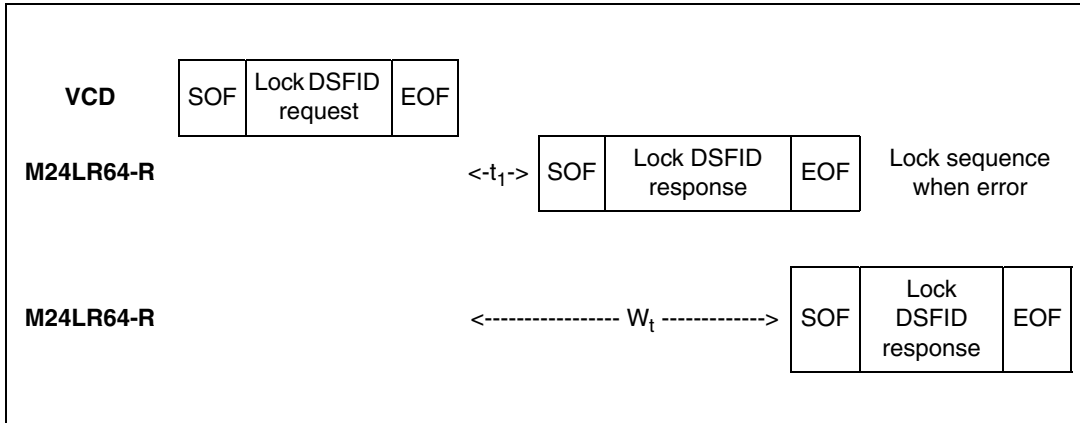 VCD SOF Lock DSFID request EOF
M24LR64-R <-t1-> SOF Lock DSFID response EOF Lock sequence when error
M24LR64-R <----------------- Wt -------------> SOF Lock DSFID response EOF